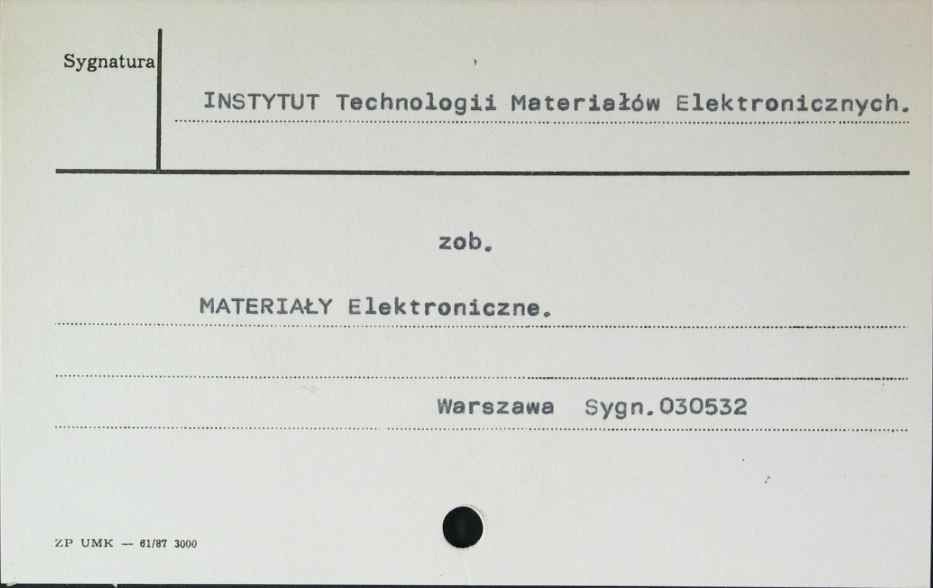 Sygnatura
INSTYTUT Technologii Materiałów Elektronicznych.
zob.
MATERIAŁY Elektroniczne.
Warszawa Sygn.030532
ZP UMK — 61/87 3000